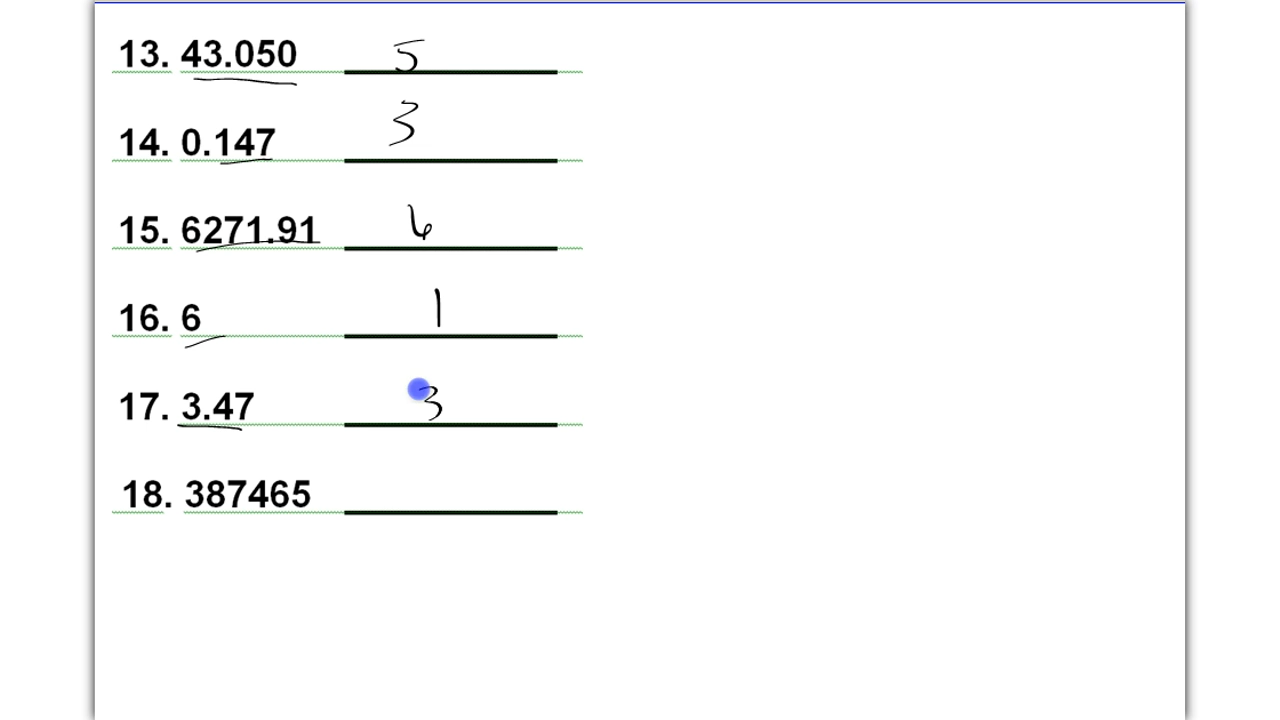 13. 43.050 5
14. 0.147 3
15. 6271.91 6
16. 6 1
17. 3.47 3
18. 387465